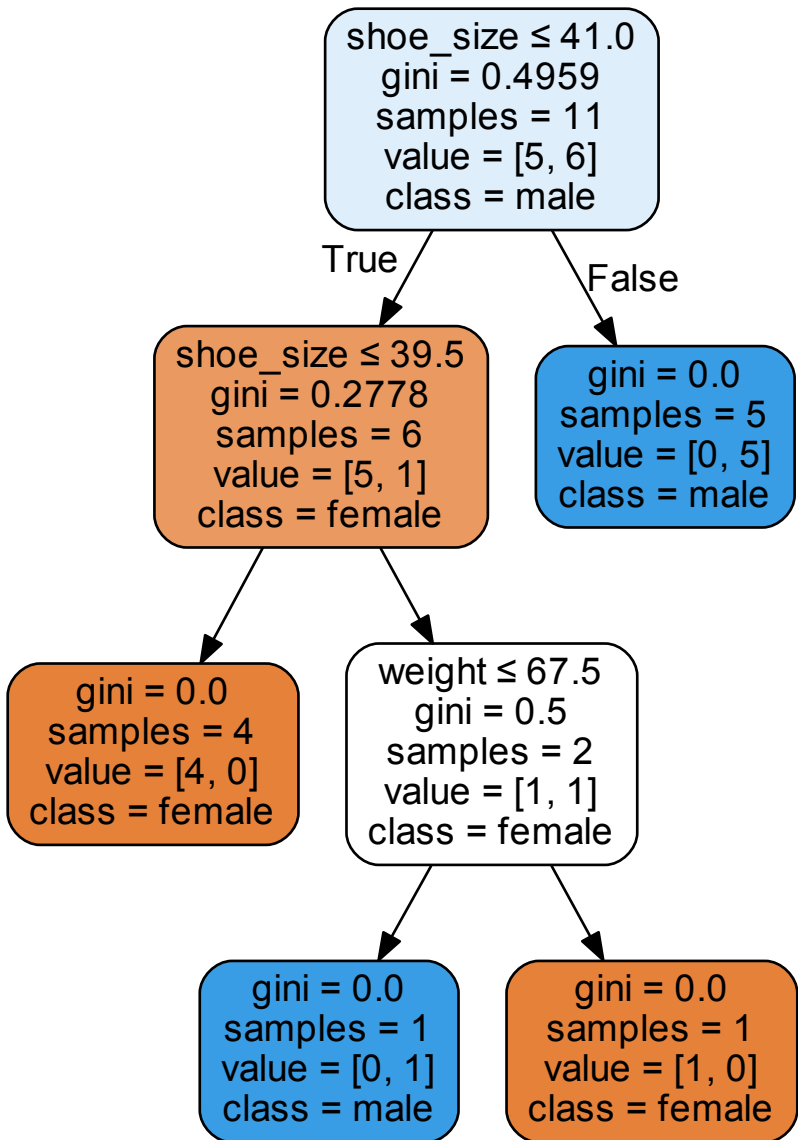 shoe_size ≤ 41.0
gini = 0.4959
samples = 11
value = [5, 6]
class = male
True
False
shoe_size ≤ 39.5
gini = 0.2778
samples = 6
value = [5, 1]
class = female
gini = 0.0
samples = 5
value = [0, 5]
class = male
gini = 0.0
samples = 4
value = [4, 0]
class = female
weight ≤ 67.5
gini = 0.5
samples = 2
value = [1, 1]
class = female
gini = 0.0
samples = 1
value = [0, 1]
class = male
gini = 0.0
samples = 1
value = [1, 0]
class = female